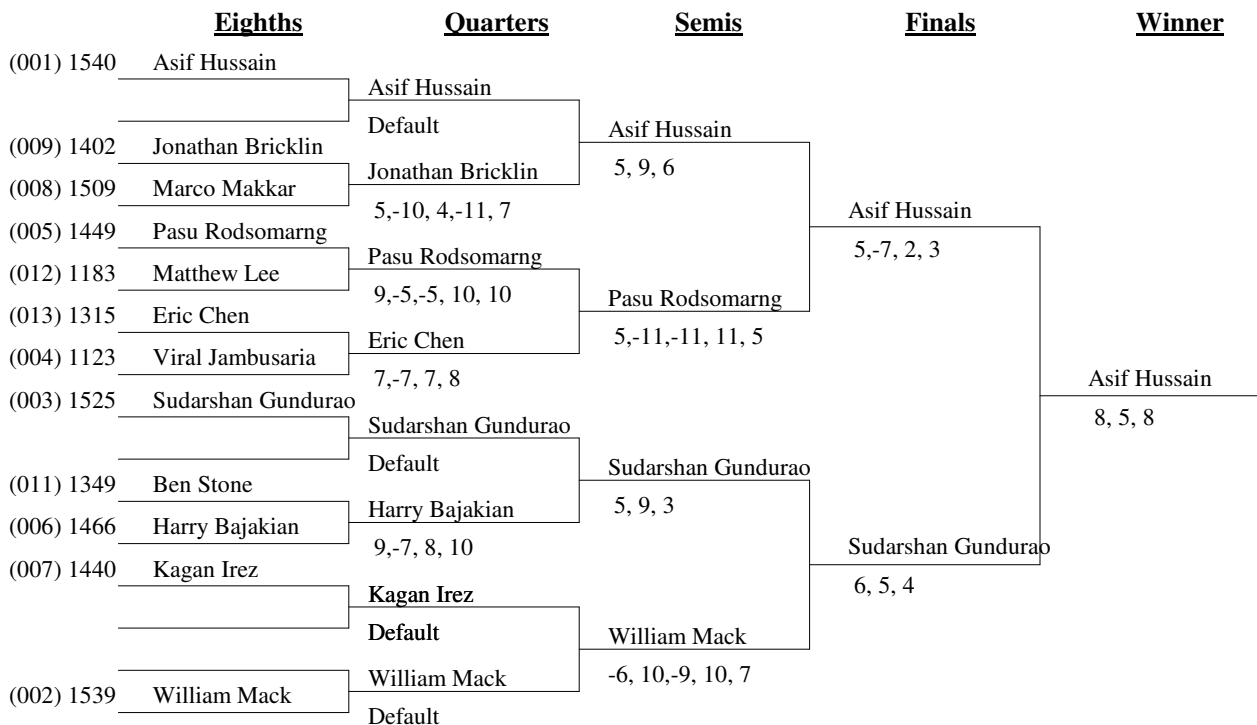 Eighths Quarters Semis Finals Winner
(001) 1540 Asif Hussain
Asif Hussain
Default
Asif Hussain
(009) 1402 Jonathan Bricklin
5, 9, 6
Jonathan Bricklin
(008) 1509 Marco Makkar
5,-10, 4,-11, 7
Asif Hussain
(005) 1449 Pasu Rodsomarng
5,-7, 2, 3
Pasu Rodsomarng
(012) 1183 Matthew Lee
9,-5,-5, 10, 10
Pasu Rodsomarng
(013) 1315 Eric Chen
5,-11,-11, 11, 5
Eric Chen
(004) 1123 Viral Jambusaria
7,-7, 7, 8
Asif Hussain
(003) 1525 Sudarshan Gundurao
8, 5, 8
Sudarshan Gundurao
Default
Sudarshan Gundurao
(011) 1349 Ben Stone
5, 9, 3
Harry Bajakian
(006) 1466 Harry Bajakian
9,-7, 8, 10
Sudarshan Gundurao
(007) 1440 Kagan Irez
6, 5, 4
Kagan Irez
Default
William Mack
-6, 10,-9, 10, 7
William Mack
(002) 1539 William Mack
Default